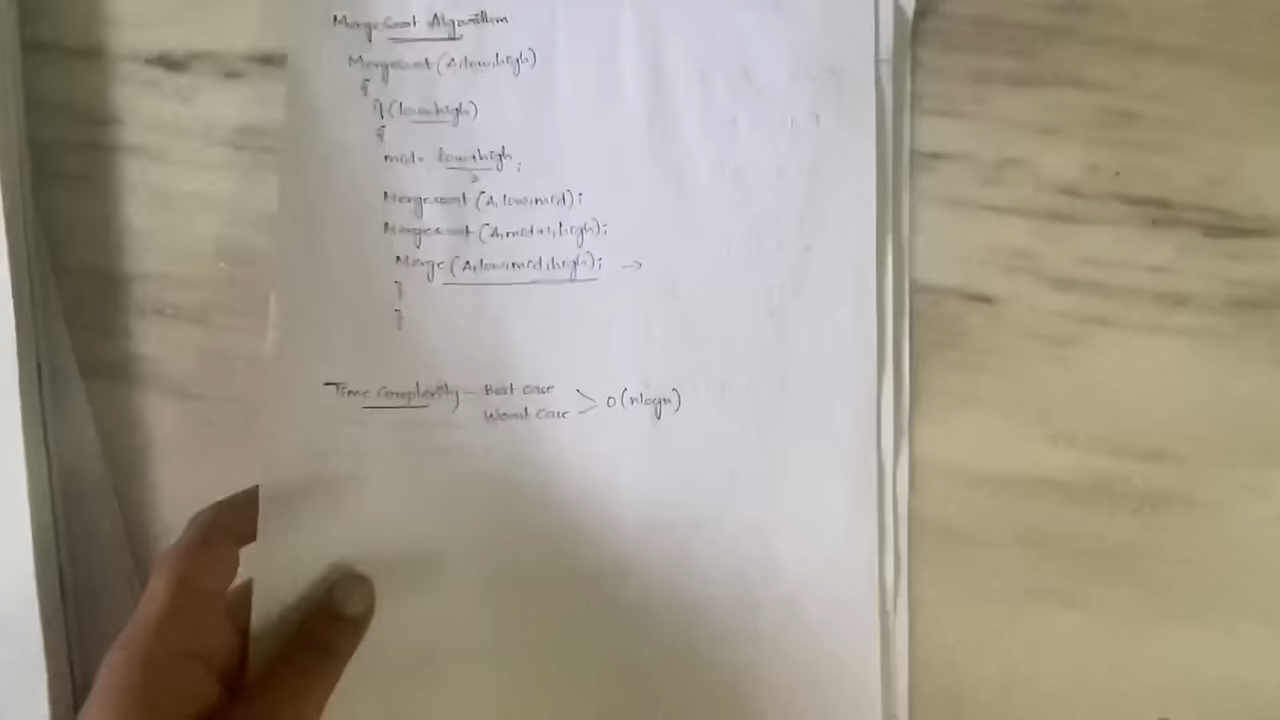 Mergesort Algorithm
Mergesort(A,low,high)
{
if(low<high)
{
mid= low+high;
2
Mergesort(A,low,mid);
Mergesort(A,mid+1,high);
Merge(A,low,mid,high); →
}
}
Time complexity - Best case
Worst case > O(nlogn)